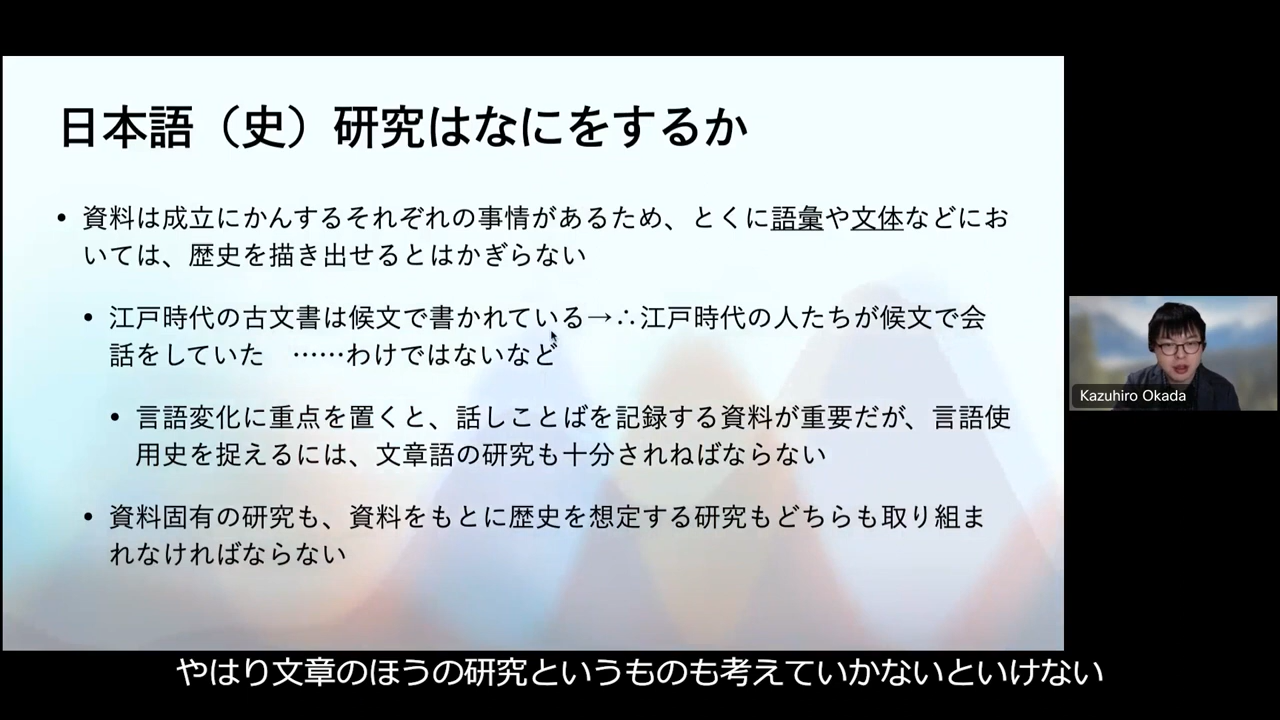 日本語（史）研究はなにをするか
• 資料は成立にかんするそれぞれの事情があるため、とくに語彙や文体などにお
いては、歴史を描き出せるとはかぎらない
• 江戸時代の古文書は候文で書かれている→∴江戸時代の人たちが候文で会
話をしていた　……わけではないなど
• 言語変化に重点を置くと、話しことばを記録する資料が重要だが、言語使
用史を捉えるには、文章語の研究も十分されねばならない
• 資料固有の研究も、資料をもとに歴史を想定する研究もどちらも取り組ま
れなければならない
Kazuhiro Okada
やはり文章のほうの研究というものも考えていかないといけない